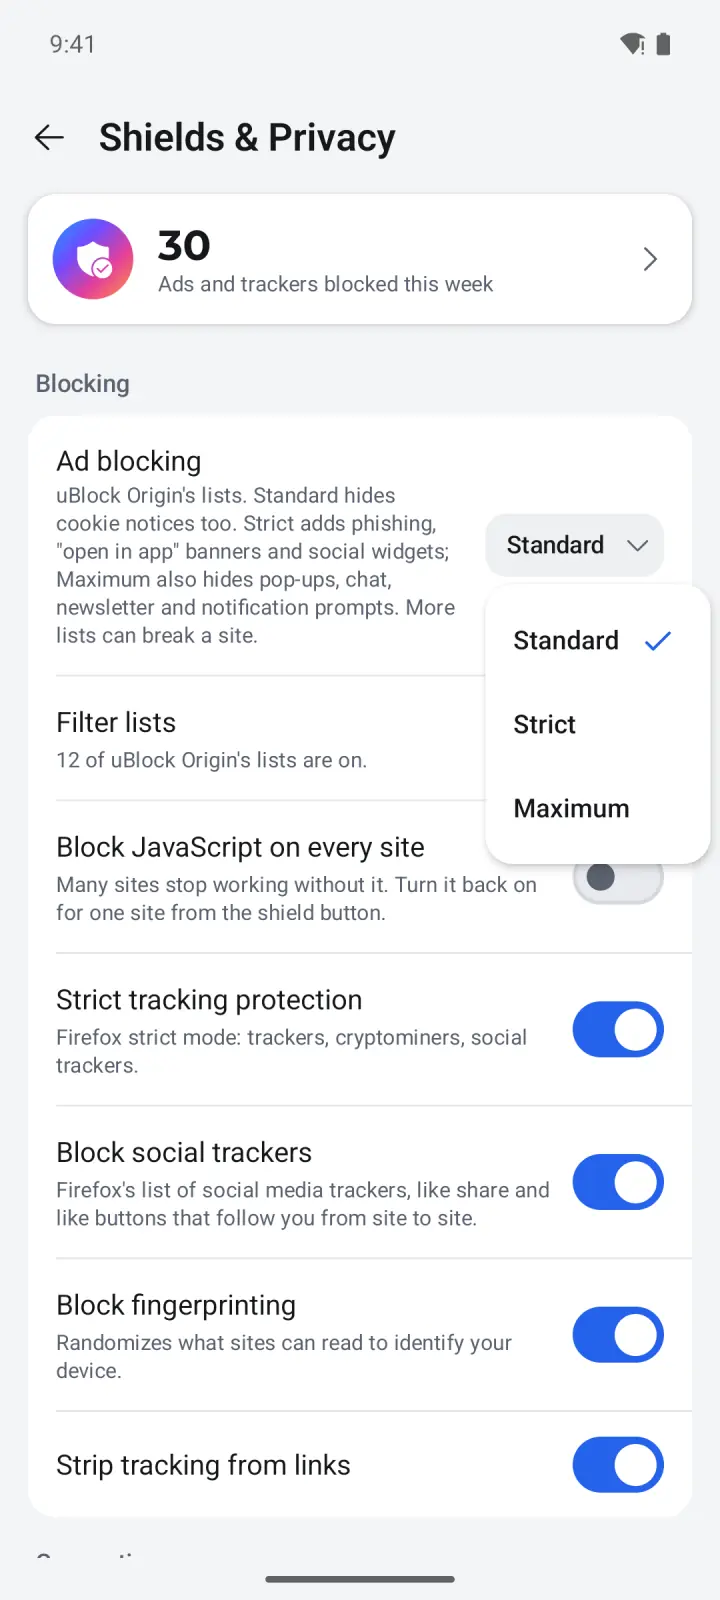 9:41
Shields & Privacy
30
Ads and trackers blocked this week
Blocking
Ad blocking
uBlock Origin's lists. Standard hides
cookie notices too. Strict adds phishing,
"open in app" banners and social widgets;
Maximum also hides pop-ups, chat,
newsletter and notification prompts. More
lists can break a site.
Standard
Standard
Strict
Maximum
Filter lists
12 of uBlock Origin's lists are on.
Block JavaScript on every site
Many sites stop working without it. Turn it back on
for one site from the shield button.
Strict tracking protection
Firefox strict mode: trackers, cryptominers, social
trackers.
Block social trackers
Firefox's list of social media trackers, like share and
like buttons that follow you from site to site.
Block fingerprinting
Randomizes what sites can read to identify your
device.
Strip tracking from links